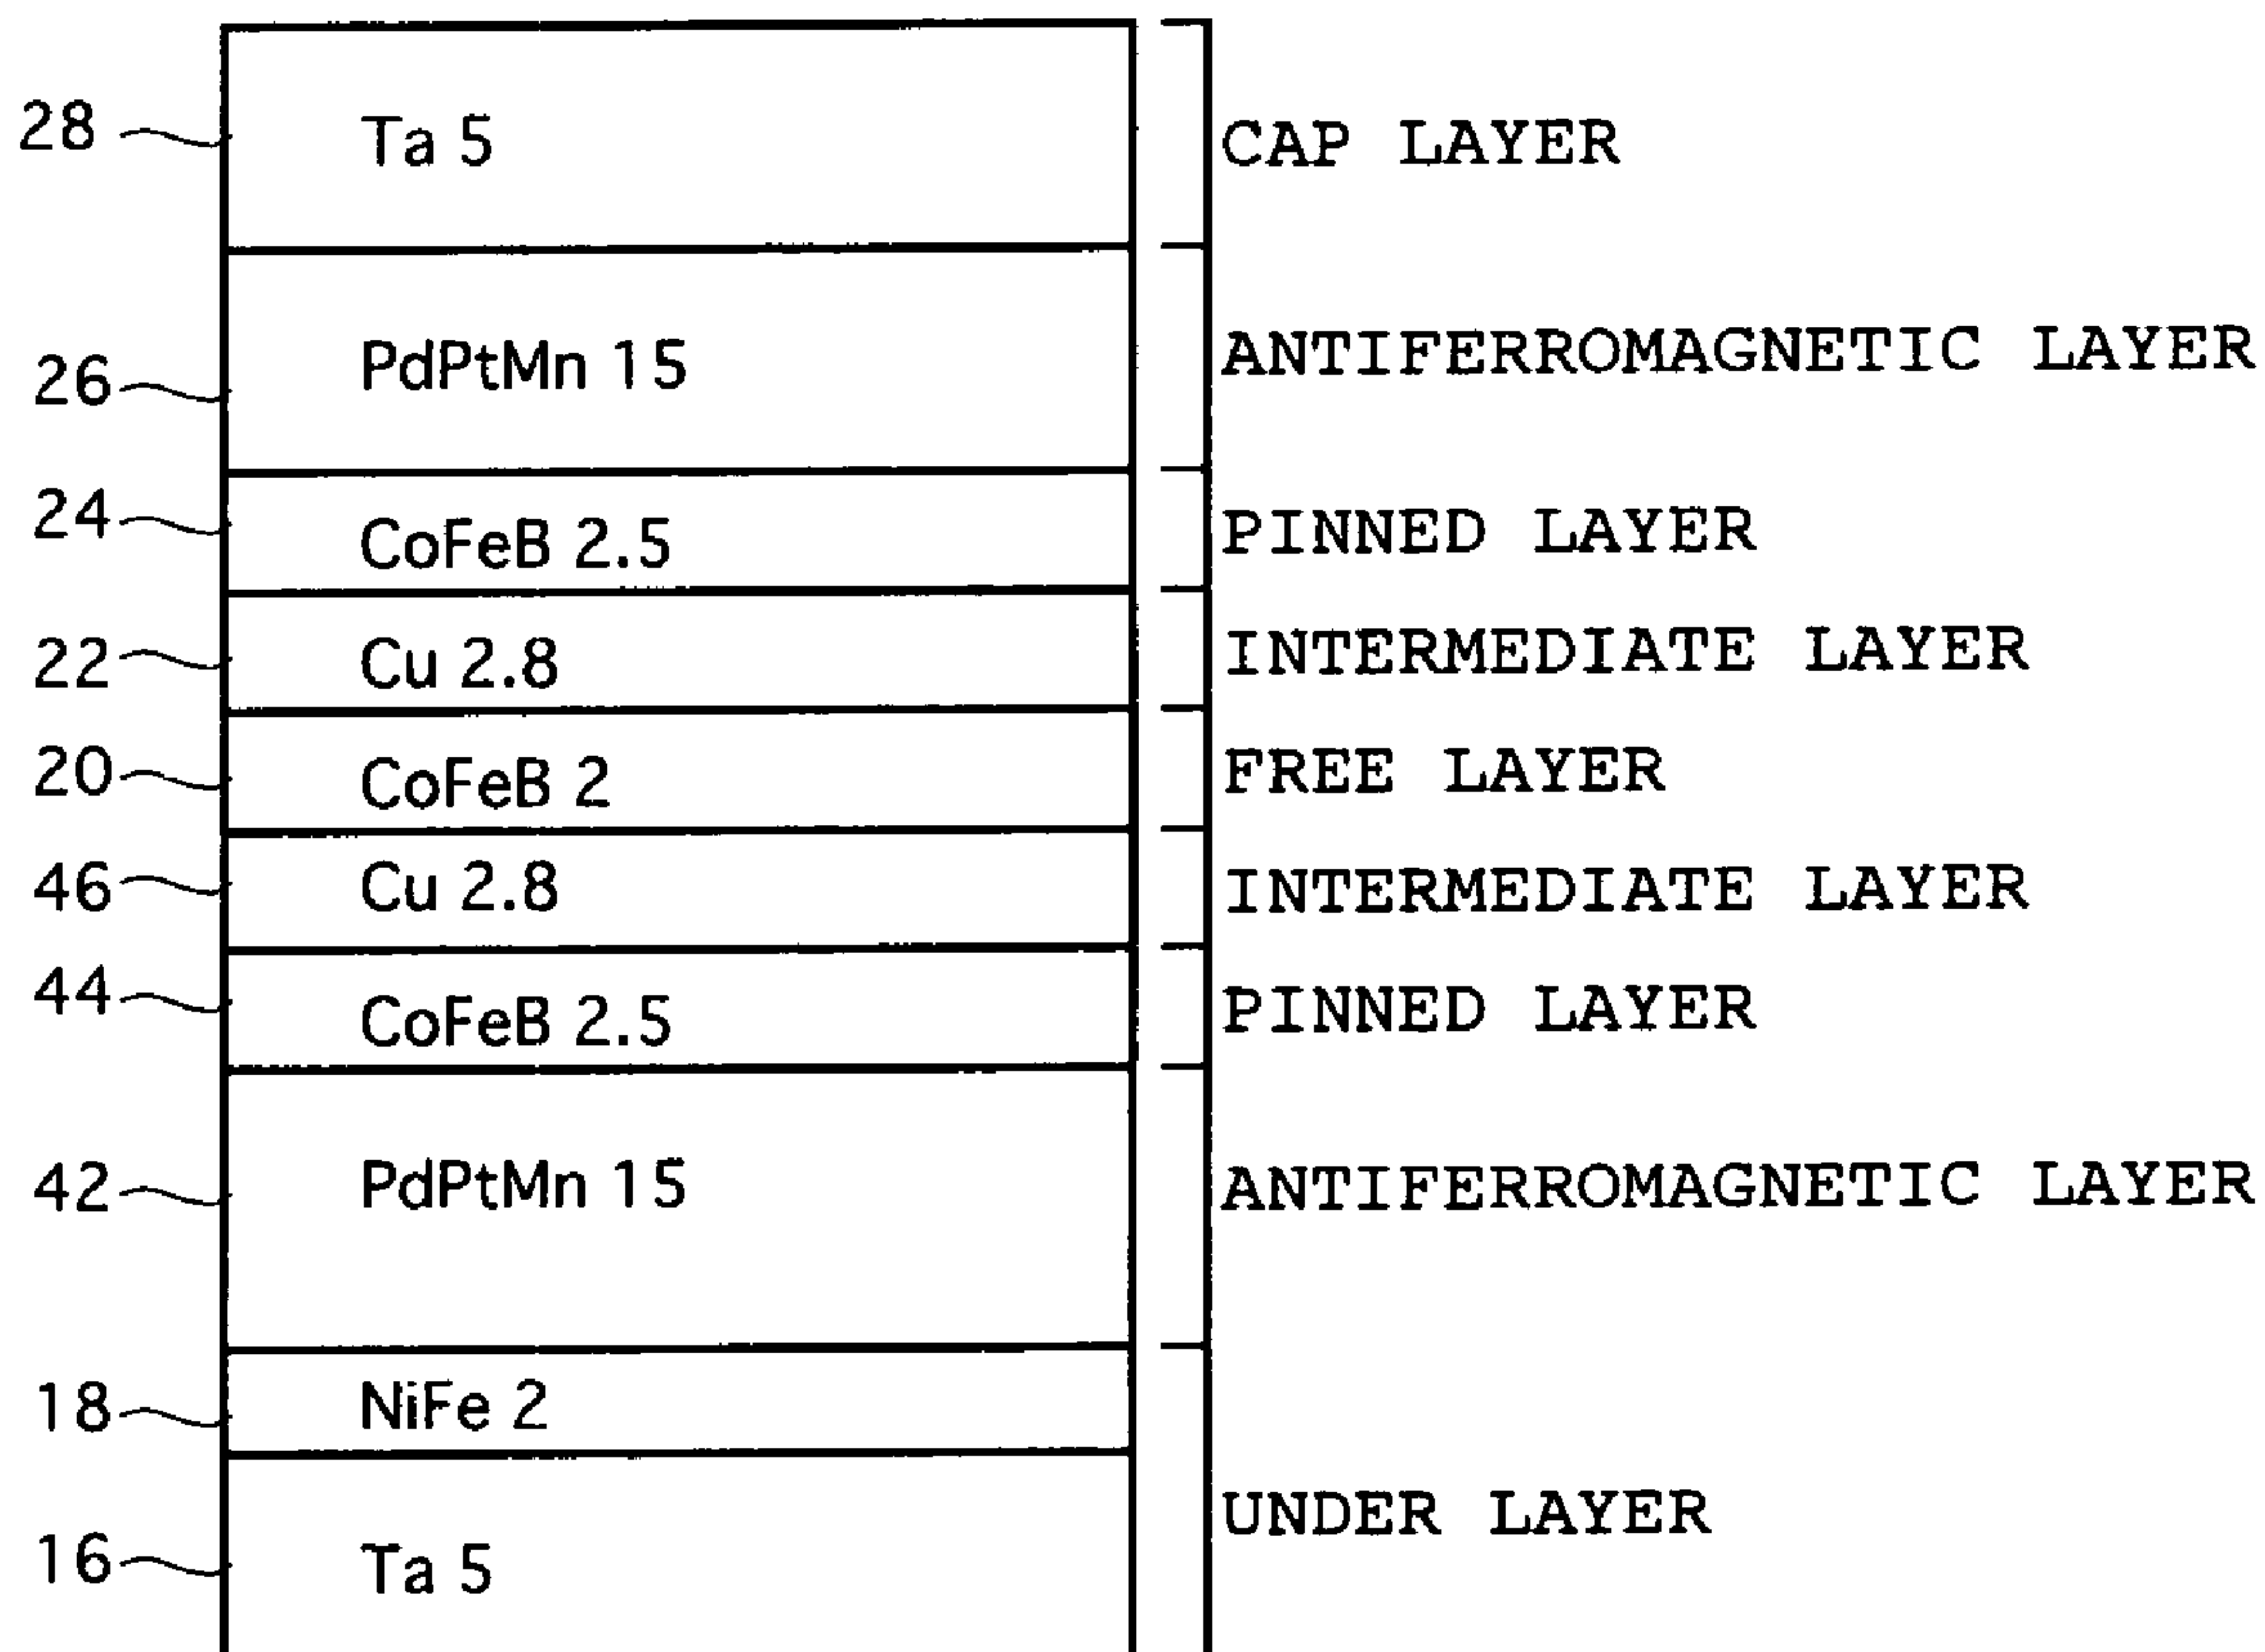 28 Ta 5 CAP LAYER
26 PdPtMn 15 ANTIFERROMAGNETIC LAYER
24 CoFeB 2.5 PINNED LAYER
22 Cu 2.8 INTERMEDIATE LAYER
20 CoFeB 2 FREE LAYER
46 Cu 2.8 INTERMEDIATE LAYER
44 CoFeB 2.5 PINNED LAYER
42 PdPtMn 15 ANTIFERROMAGNETIC LAYER
18 NiFe 2
UNDER LAYER
16 Ta 5